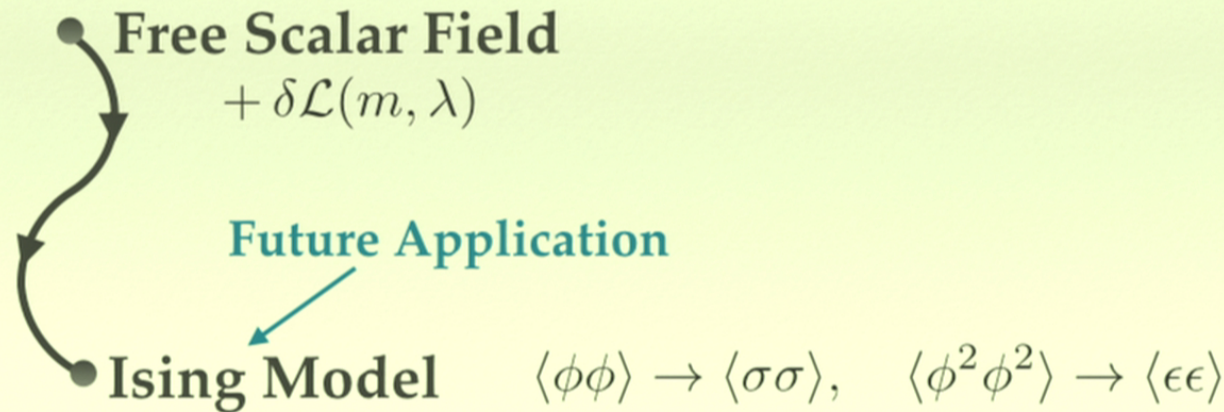 Free Scalar Field
+ δℒ(m, λ)
Future Application
Ising Model ⟨ϕϕ⟩ → ⟨σσ⟩, ⟨ϕ²ϕ²⟩ → ⟨ϵϵ⟩